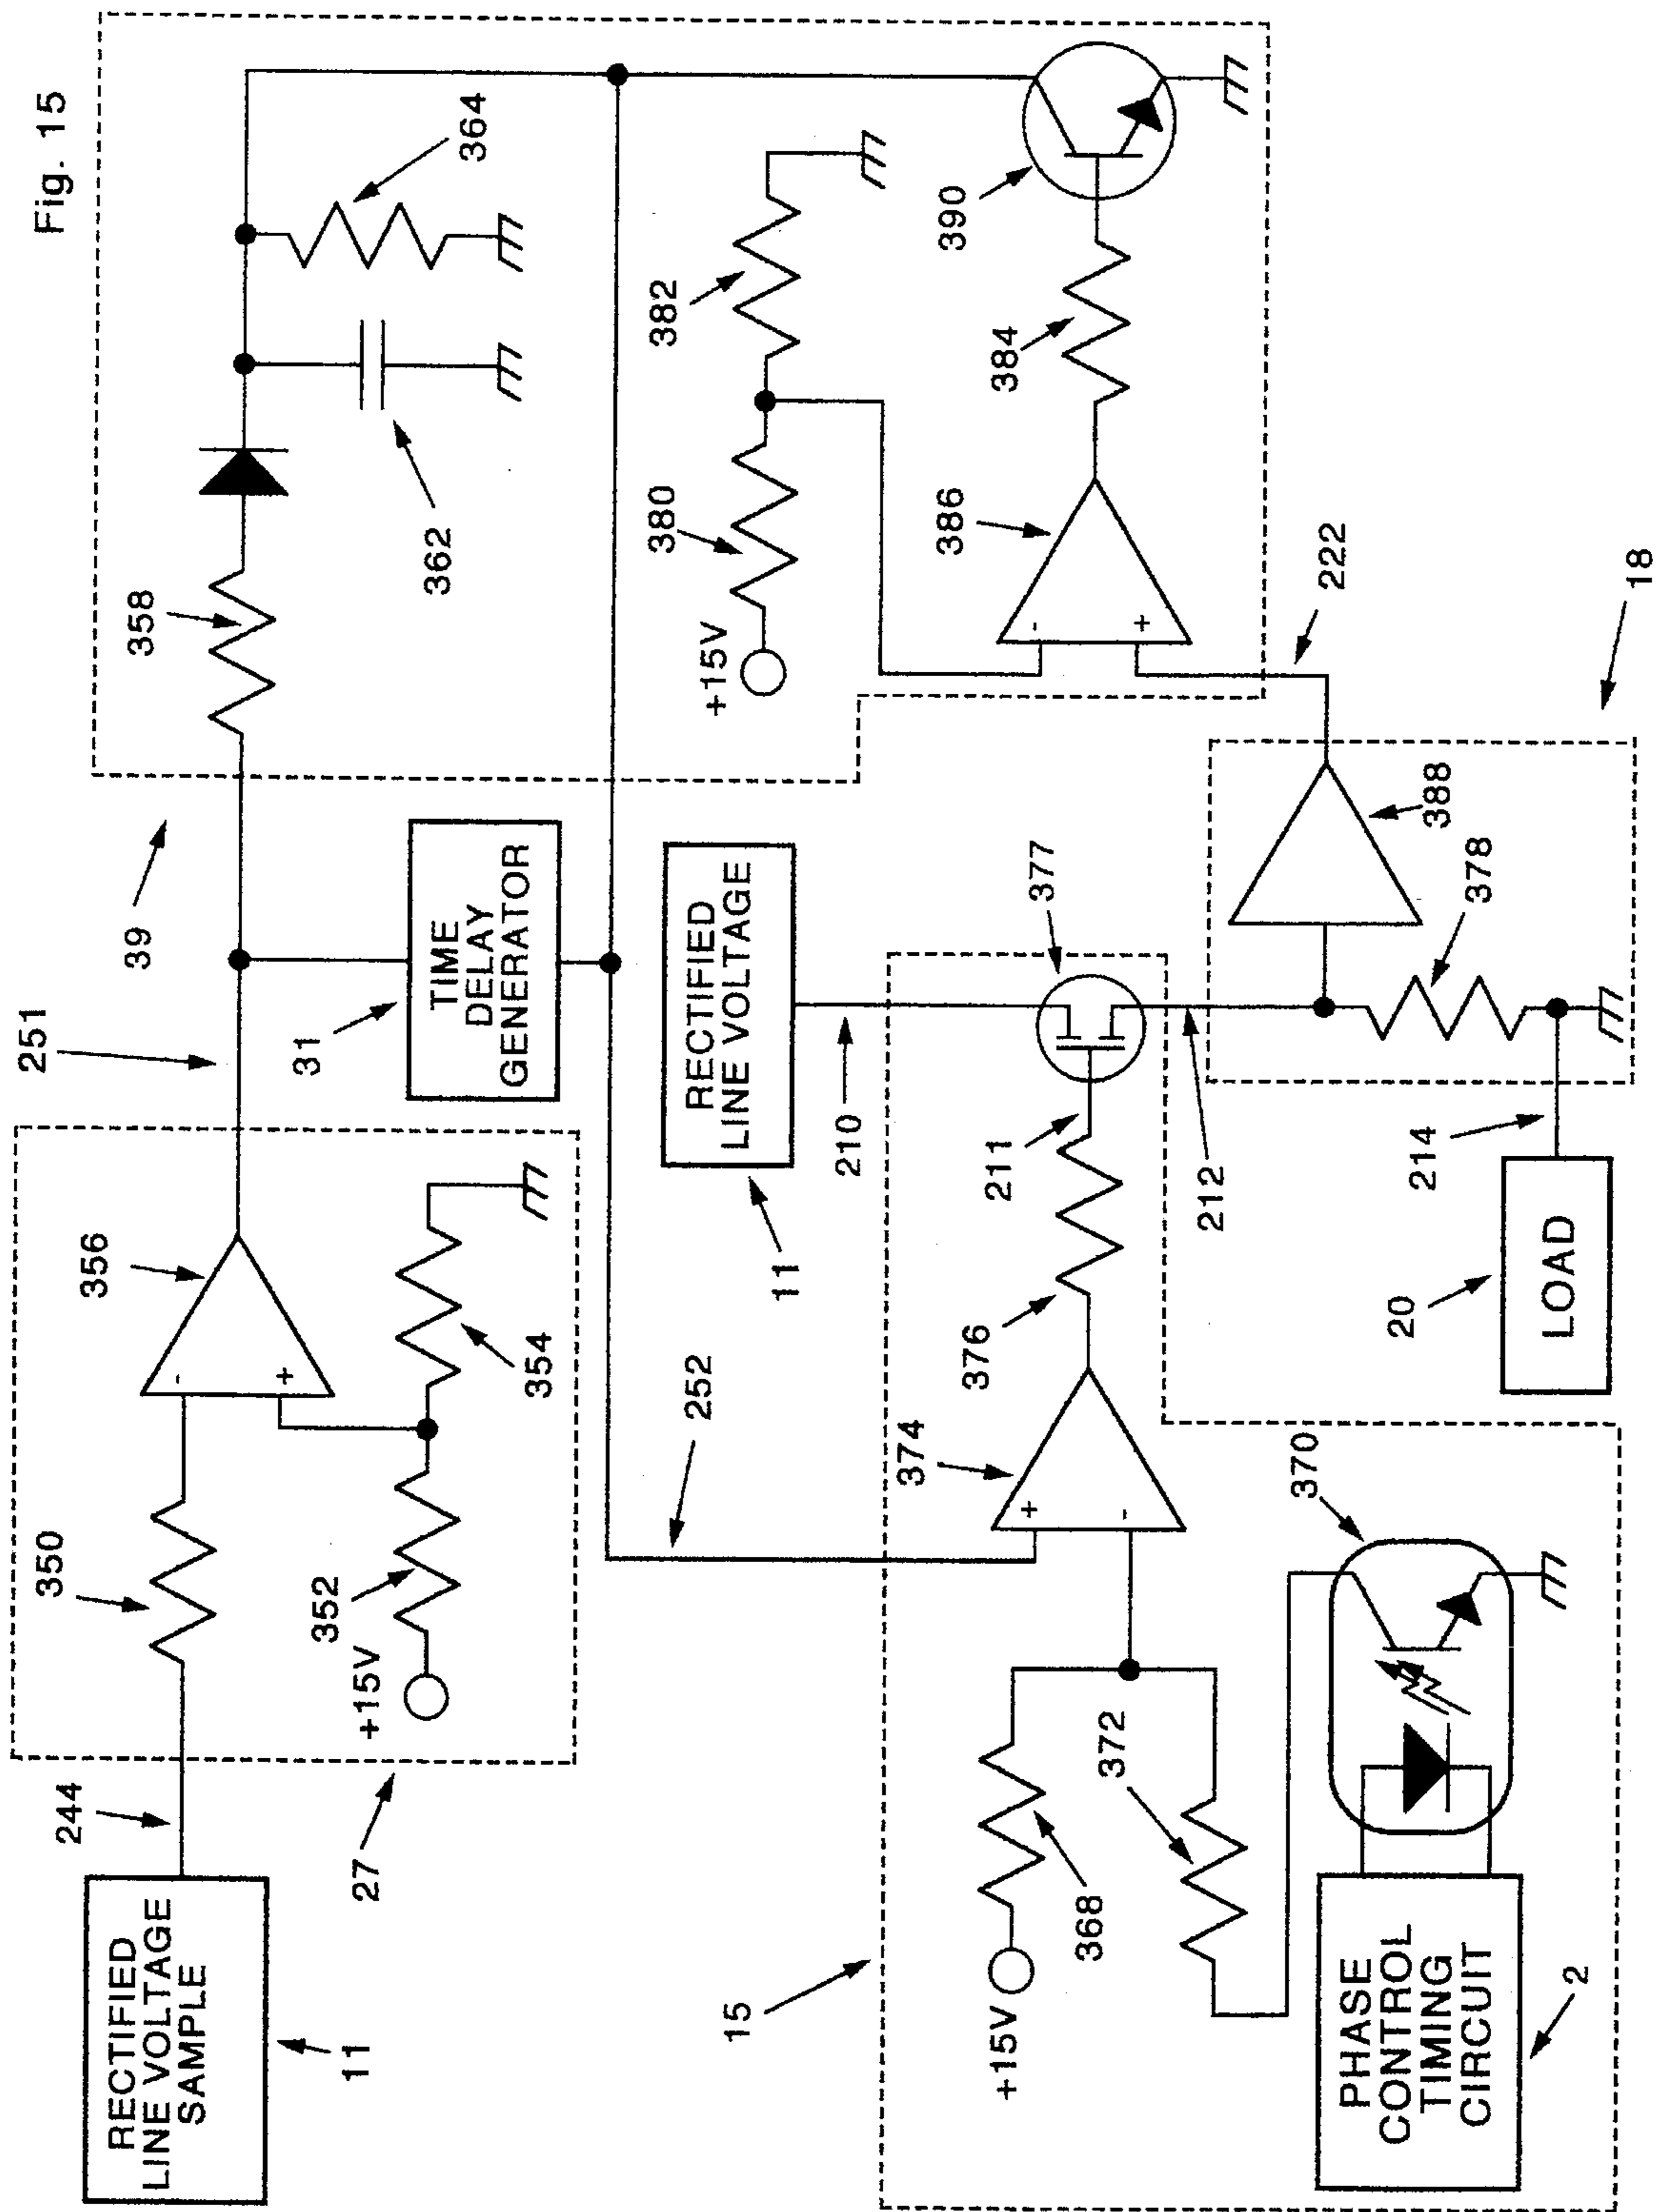 Fig. 15
RECTIFIED
LINE VOLTAGE
SAMPLE
11
244
27
350
352
+15V
354
356
-
+
251
39
31
TIME
DELAY
GENERATOR
358
362
364
380
+15V
382
384
386
-
+
390
222
18
RECTIFIED
LINE VOLTAGE
11
210
252
374
+
-
376
211
377
212
388
378
214
20
LOAD
15
+15V
368
372
370
PHASE
CONTROL
TIMING
CIRCUIT
2